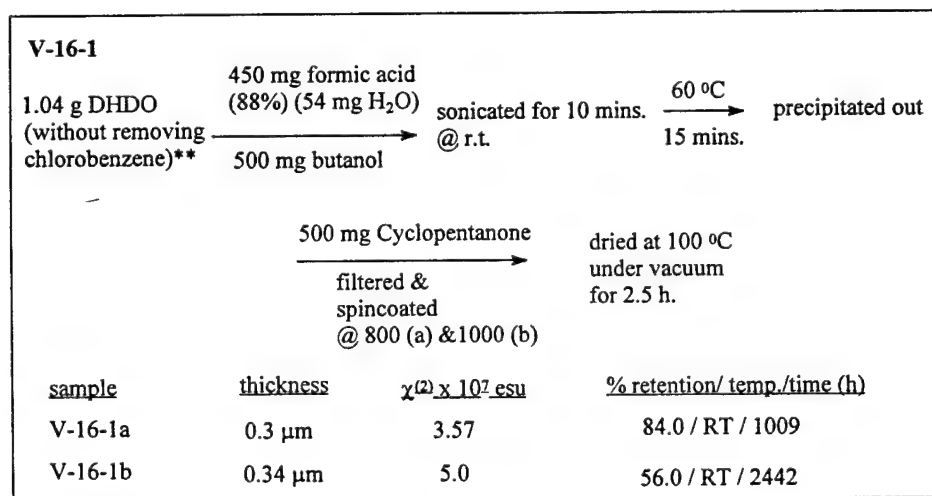 V-16-1
450 mg formic acid
(88%) (54 mg H₂O)
1.04 g DHDO
(without removing
chlorobenzene)**
500 mg butanol
sonicated for 10 mins.
@ r.t.
60 ⁰C
15 mins.
precipitated out
500 mg Cyclopentanone
filtered &
spincoated
@ 800 (a) &1000 (b)
dried at 100 ⁰C
under vacuum
for 2.5 h.
sample thickness χ⁽²⁾ x 10⁷ esu % retention/ temp./time (h)
V-16-1a 0.3 μm 3.57 84.0 / RT / 1009
V-16-1b 0.34 μm 5.0 56.0 / RT / 2442